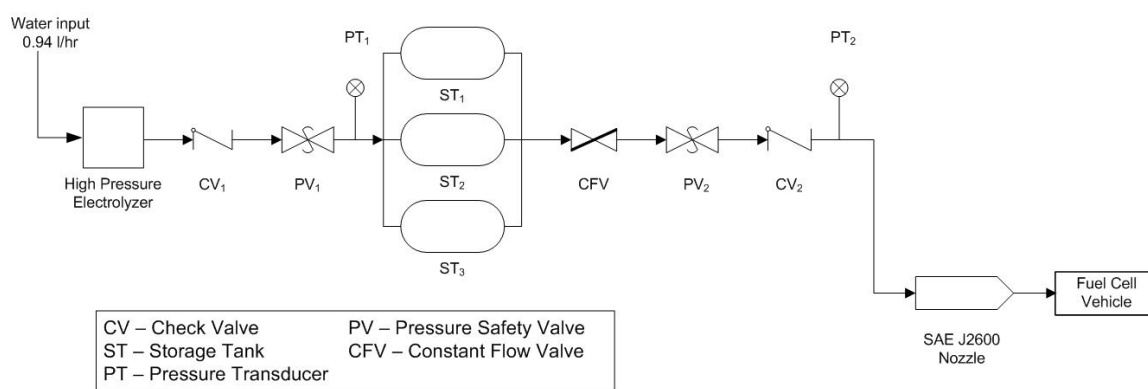 Water input
0.94 l/hr
High Pressure
Electrolyzer
CV₁
PV₁
PT₁
ST₁
ST₂
ST₃
CFV
PV₂
CV₂
PT₂
SAE J2600
Nozzle
Fuel Cell
Vehicle
CV – Check Valve
PV – Pressure Safety Valve
ST – Storage Tank
CFV – Constant Flow Valve
PT – Pressure Transducer